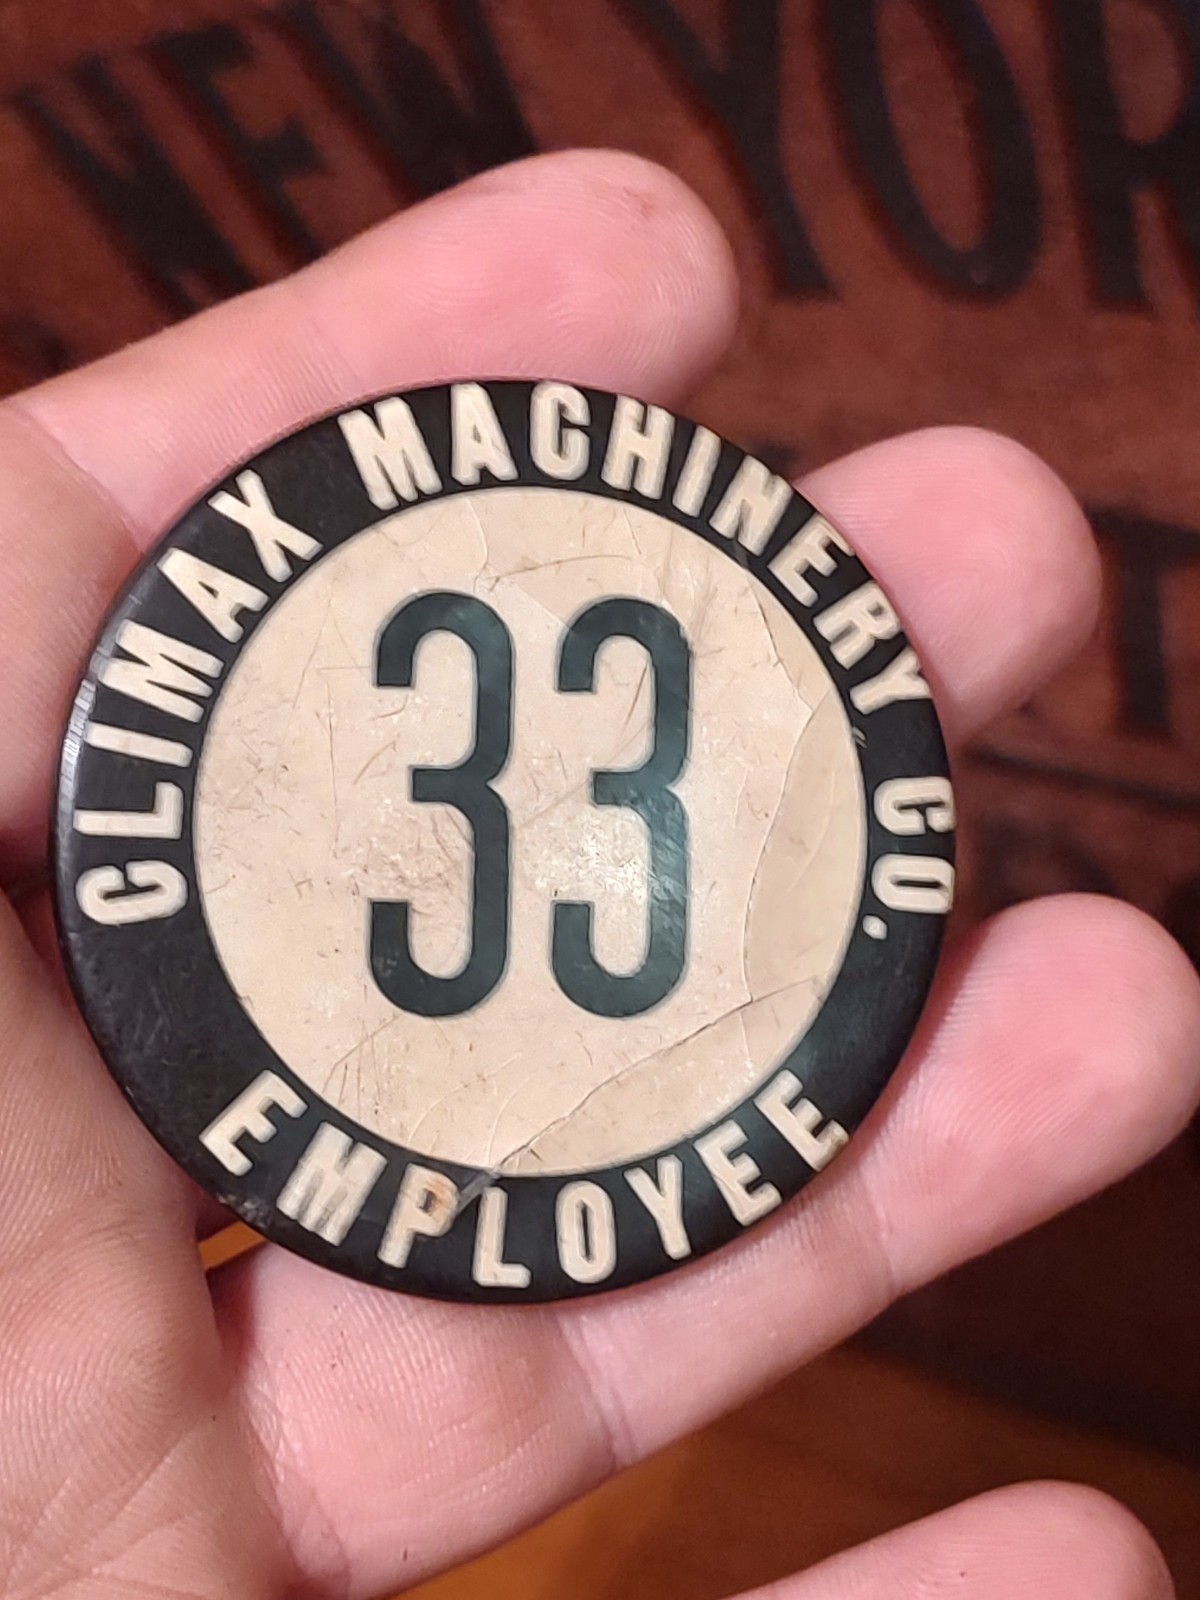 NEW YOR
CLIMAX MACHINERY CO.
33
EMPLOYEE